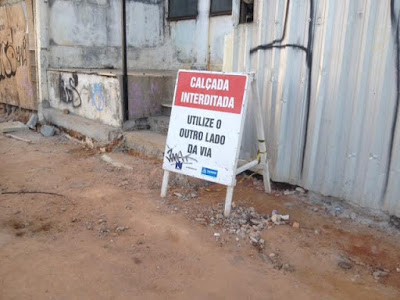 CALÇADA
INTERDITADA
UTILIZE O
OUTRO LADO
DA VIA